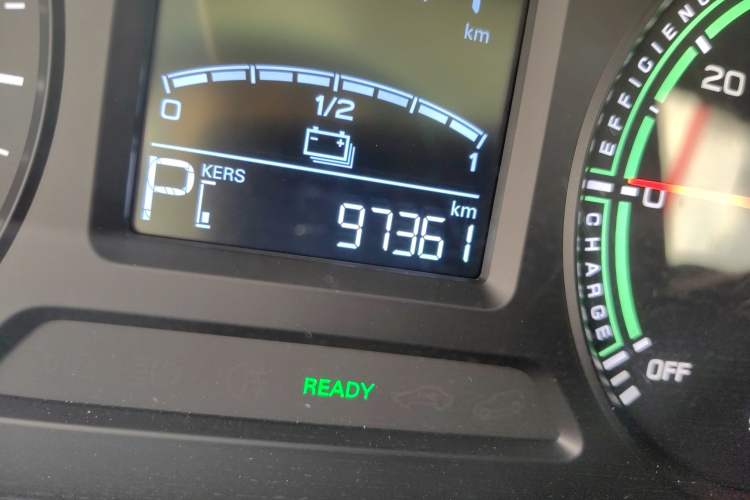 km
0 1/2 1
P KERS
97361 km
READY
EFFICIENCY
CHARGE
20
0
OFF